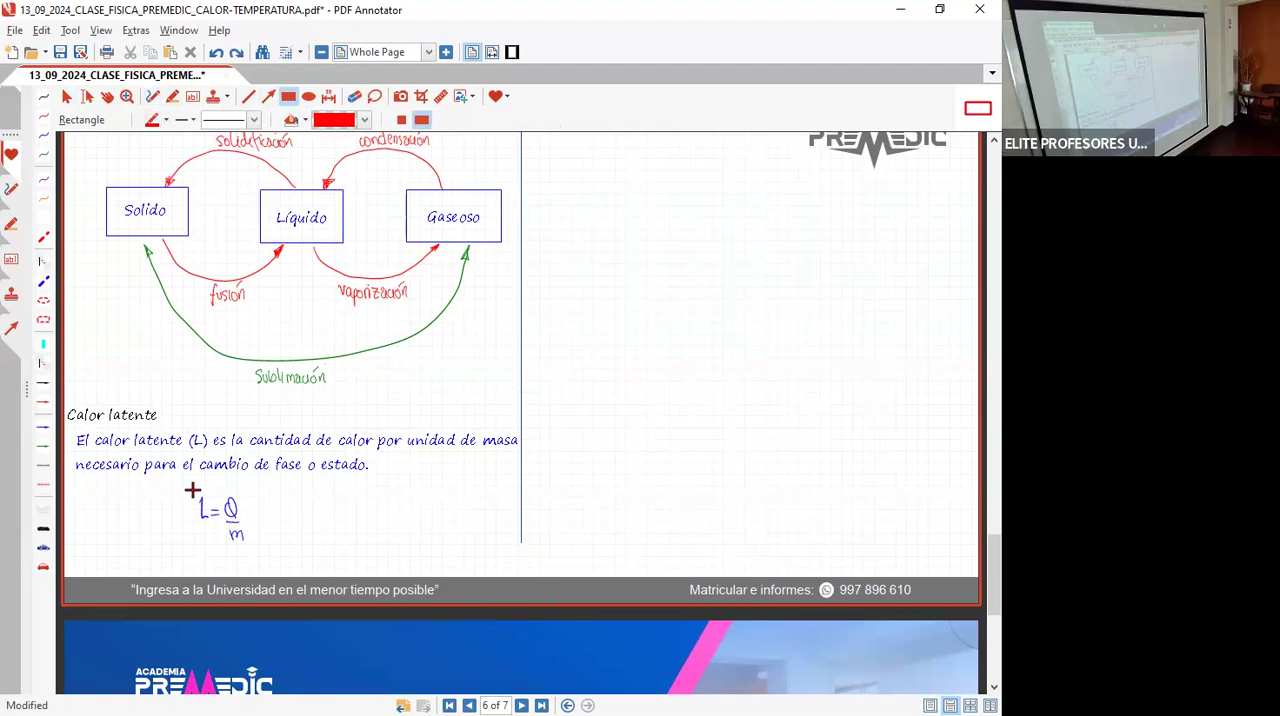 13_09_2024_CLASE_FISICA_PREMEDIC_CALOR-TEMPERATURA.pdf* - PDF Annotator
File Edit Tool View Extras Window Help
Whole Page
13_09_2024_CLASE_FISICA_PREME...*
Rectangle
PREMEDIC
solidificación
condensación
Solido
Líquido
Gaseoso
fusión
vaporización
Sublimación
Calor latente
El calor latente (L) es la cantidad de calor por unidad de masa
necesario para el cambio de fase o estado.
L = Q
m
"Ingresa a la Universidad en el menor tiempo posible"
Matricular e informes: 997 896 610
ACADEMIA
PREMEDIC
Modified
6 of 7
ELITE PROFESORES U...